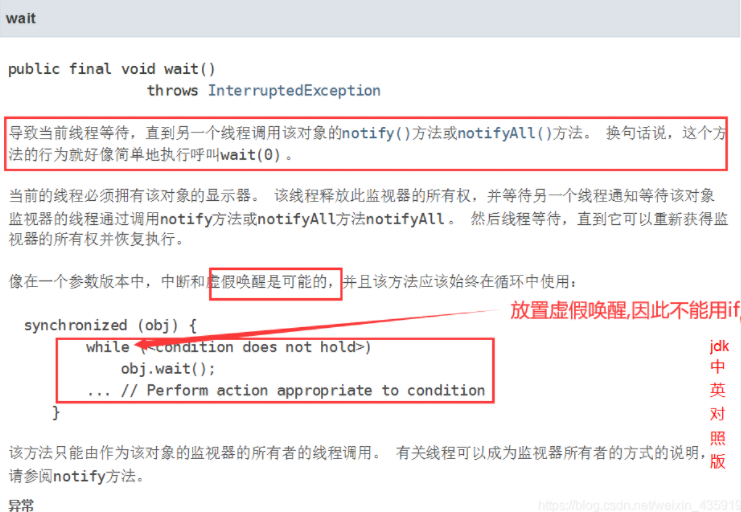 wait
public final void wait()
throws InterruptedException
导致当前线程等待，直到另一个线程调用该对象的notify()方法或notifyAll()方法。 换句话说，这个方
法的行为就好像简单地执行呼叫wait(0) 。
当前的线程必须拥有该对象的显示器。 该线程释放此监视器的所有权，并等待另一个线程通知等待该对象
监视器的线程通过调用notify方法或notifyAll方法notifyAll 。 然后线程等待，直到它可以重新获得监
视器的所有权并恢复执行。
像在一个参数版本中，中断和虚假唤醒是可能的，并且该方法应该始终在循环中使用：
放置虚假唤醒,因此不能用if,
synchronized (obj) {
while (<condition does not hold>)
obj.wait();
... // Perform action appropriate to condition
}
jdk
中
英
对
照
版
该方法只能由作为该对象的监视器的所有者的线程调用。 有关线程可以成为监视器所有者的方式的说明，
请参阅notify方法。
异常
https://blog.csdn.net/weixin_435919